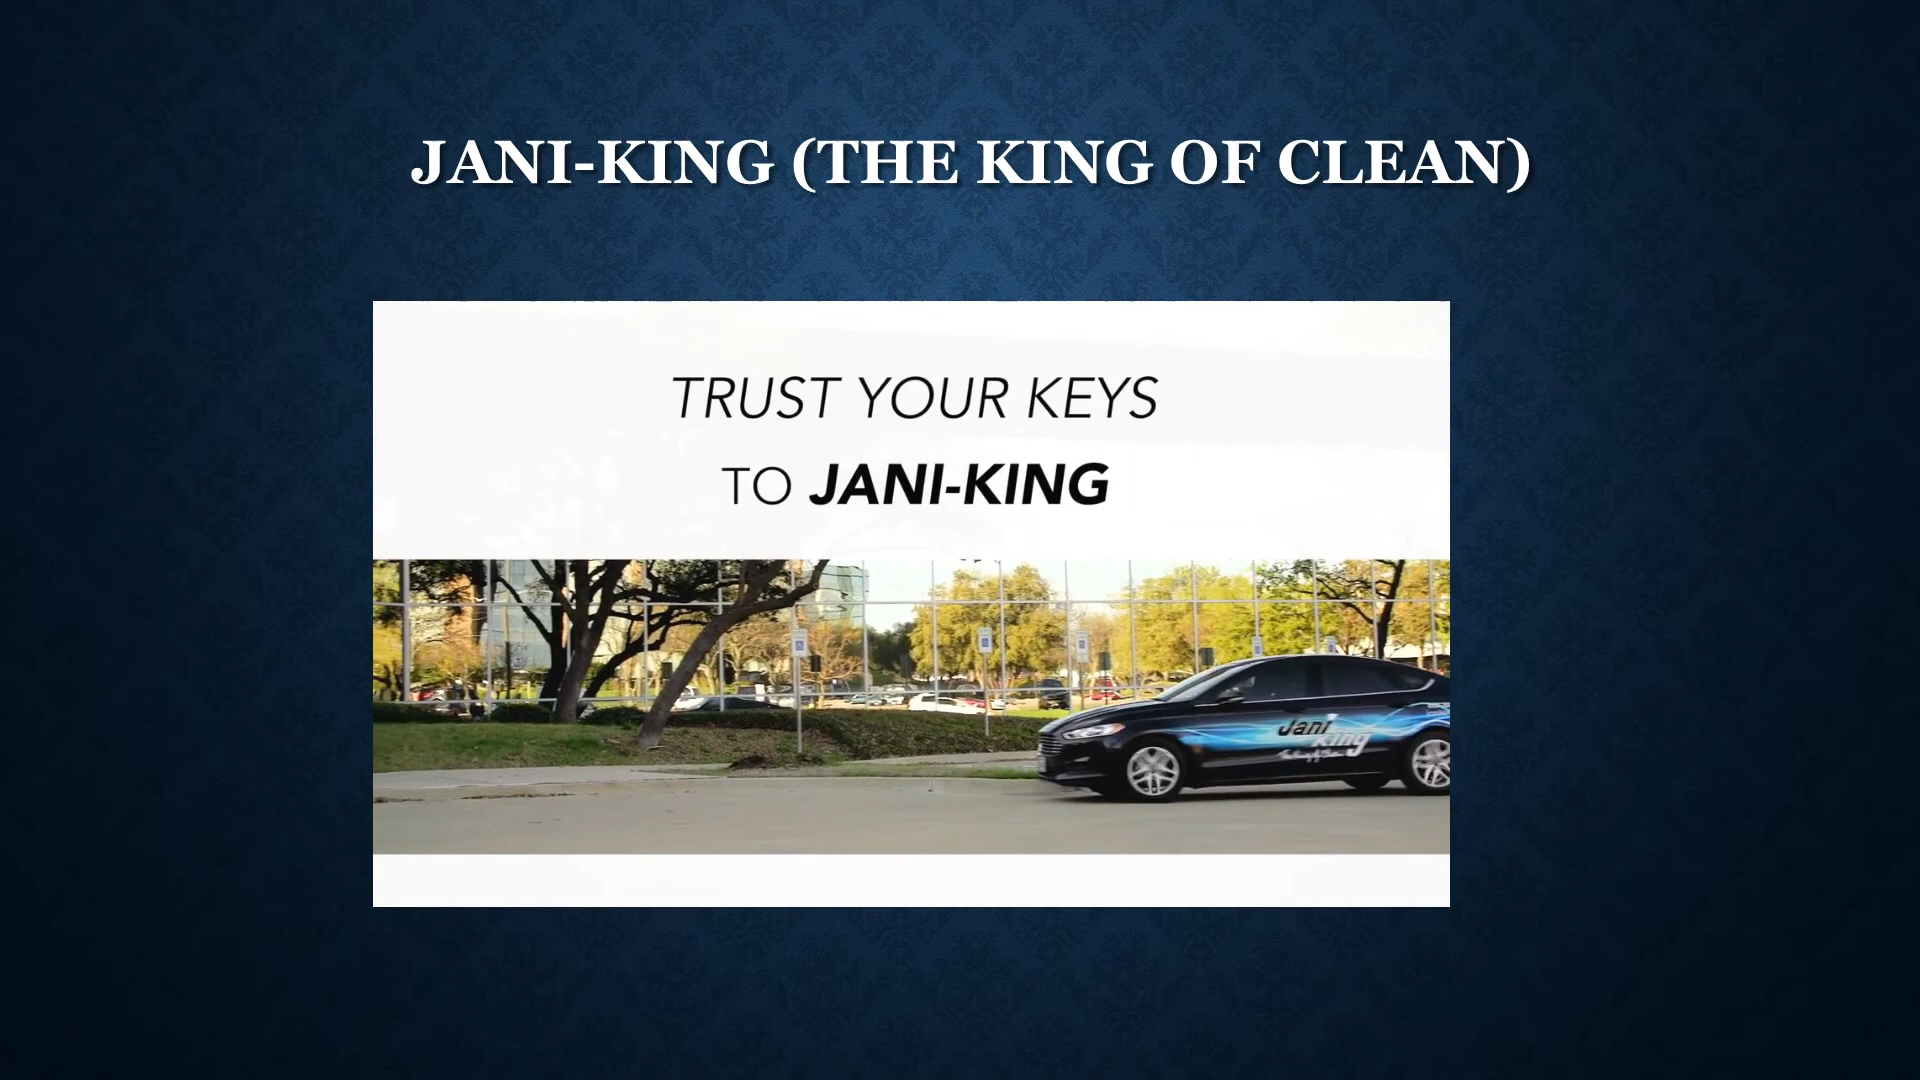 JANI-KING (THE KING OF CLEAN)
TRUST YOUR KEYS
TO JANI-KING
Jani
King